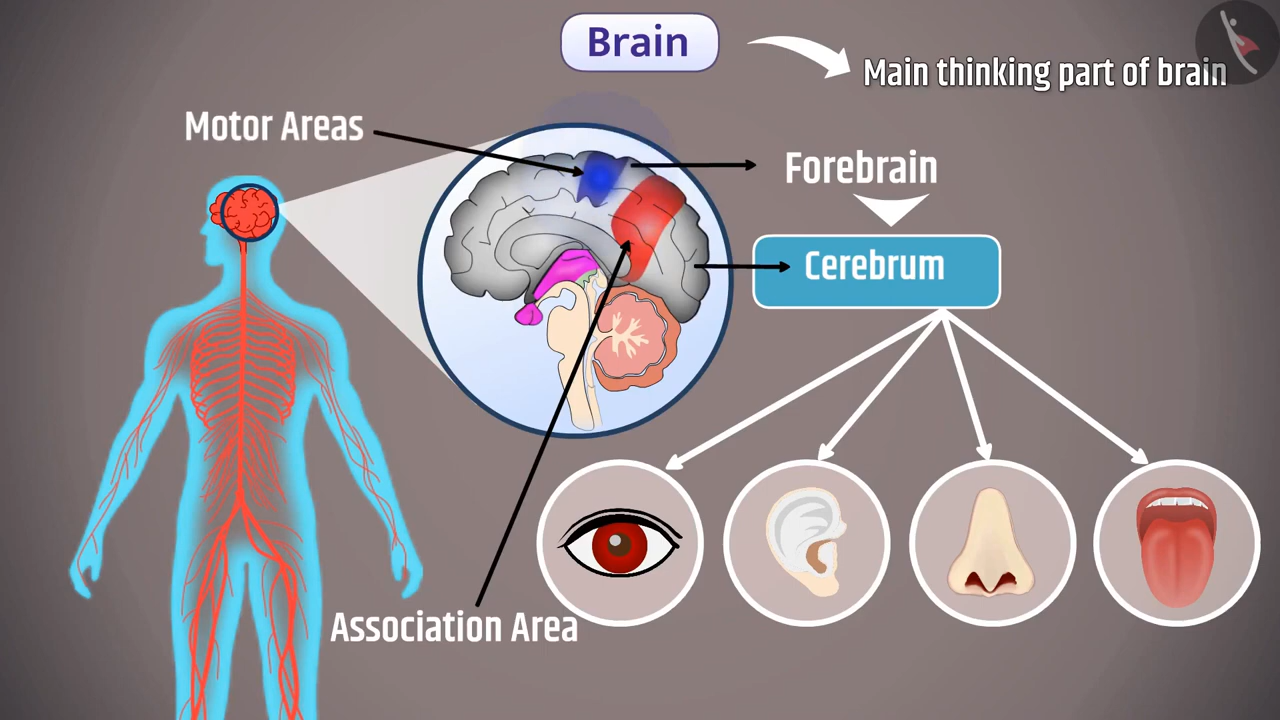 Brain
Main thinking part of brain
Motor Areas
Forebrain
Cerebrum
Association Area